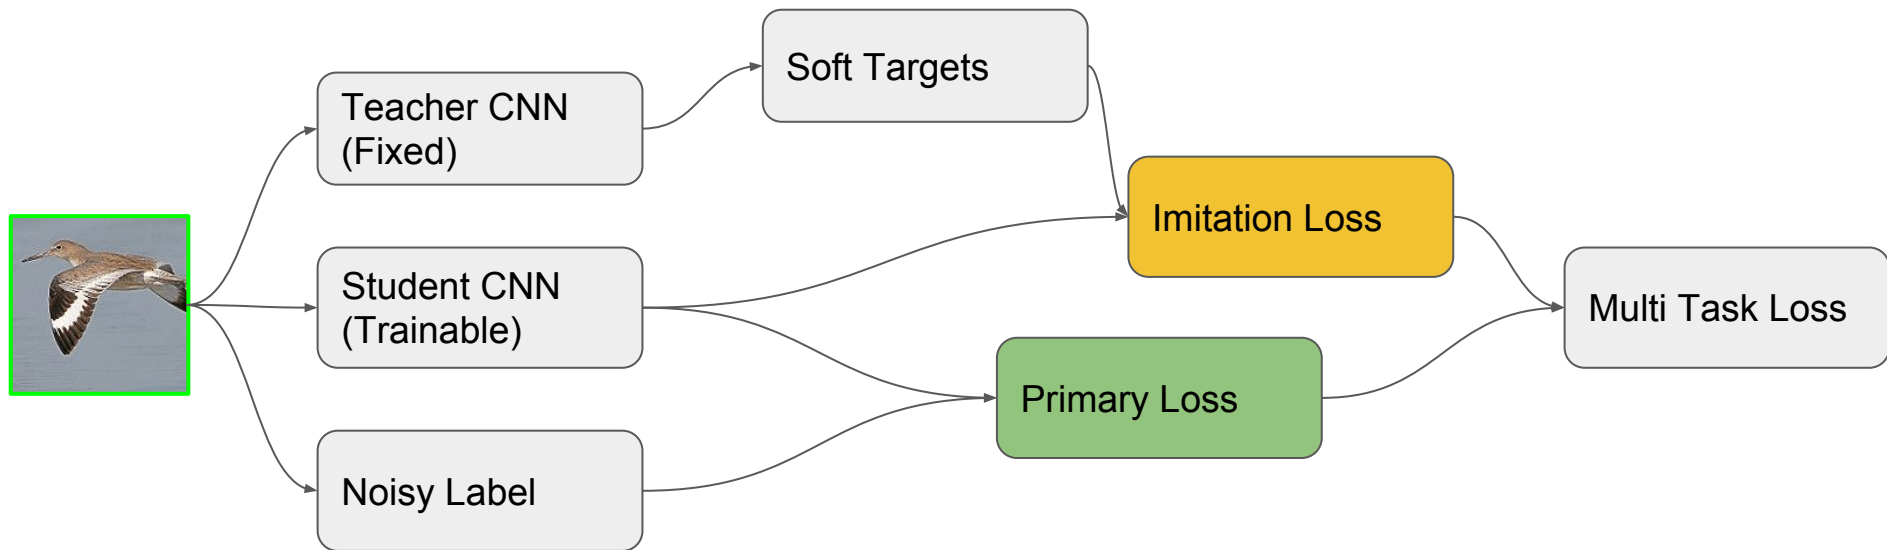 Soft Targets
Teacher CNN
(Fixed)
Imitation Loss
Student CNN
(Trainable)
Multi Task Loss
Primary Loss
Noisy Label